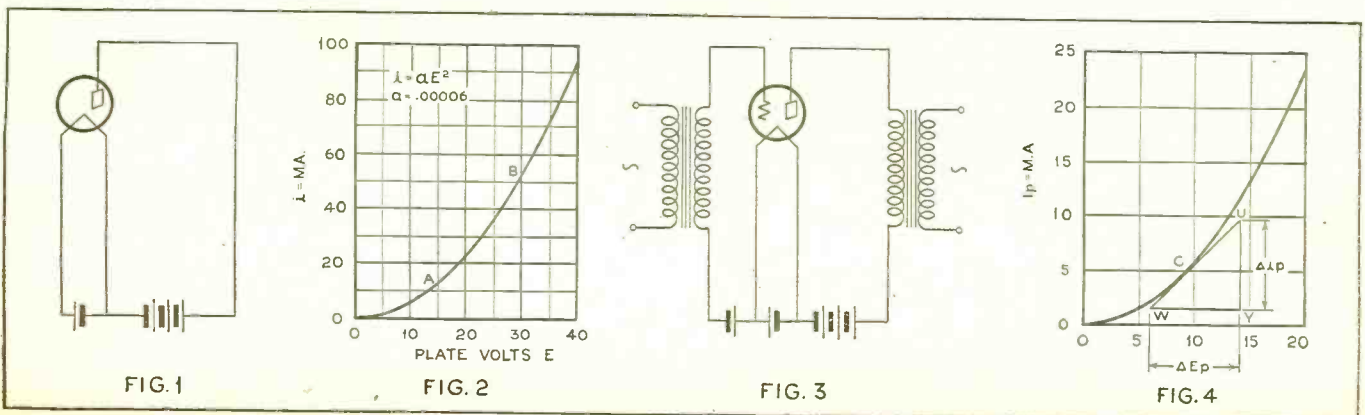 100
80
60
40
20
0
i = MA.
i = aE²
a = .00006
A
B
0 10 20 30 40
PLATE VOLTS E
25
20
15
10
5
0
Ip = M.A
U
C
W
Y
Δip
0 5 10 15 20
ΔEp
FIG. 1
FIG. 2
FIG. 3
FIG. 4